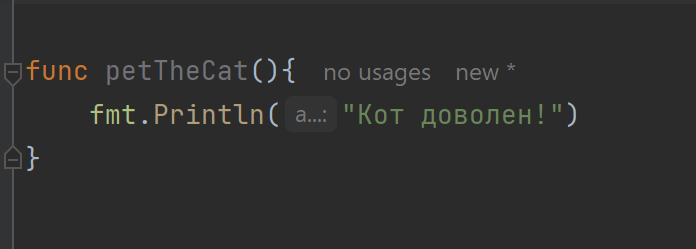 func petTheCat(){ no usages new *
fmt.Println( a...: "Кот доволен!")
}